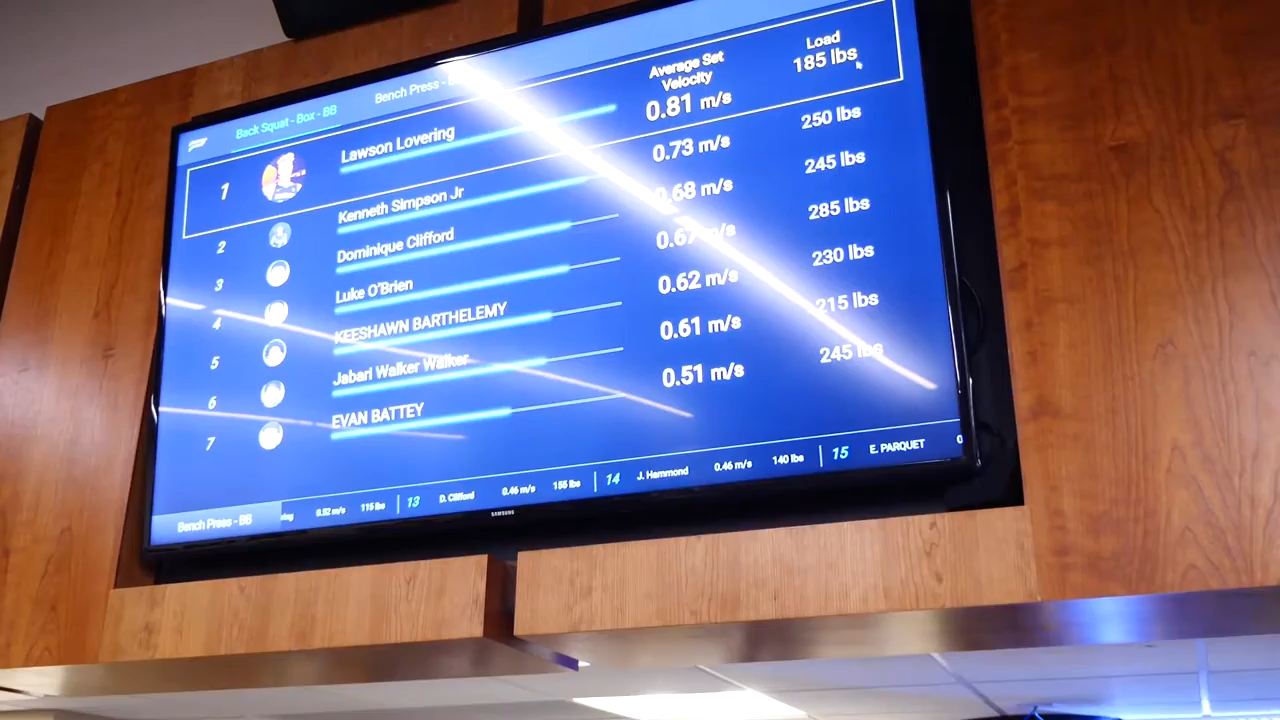 Back Squat - Box - BB
Bench Press -
Average Set
Velocity
Load
1 Lawson Lovering 0.81 m/s 185 lbs
2 Kenneth Simpson Jr 0.73 m/s 250 lbs
3 Dominique Clifford 0.68 m/s 245 lbs
4 Luke O'Brien 0.67 m/s 285 lbs
5 KEESHAWN BARTHELEMY 0.62 m/s 230 lbs
6 Jabari Walker Walker 0.61 m/s 215 lbs
7 EVAN BATTEY 0.51 m/s 245 lbs
Bench Press - BB 0.52 m/s 115 lbs 13 D. Clifford 0.46 m/s 155 lbs 14 J. Hammond 0.46 m/s 140 lbs 15 E. PARQUET
SAMSUNG